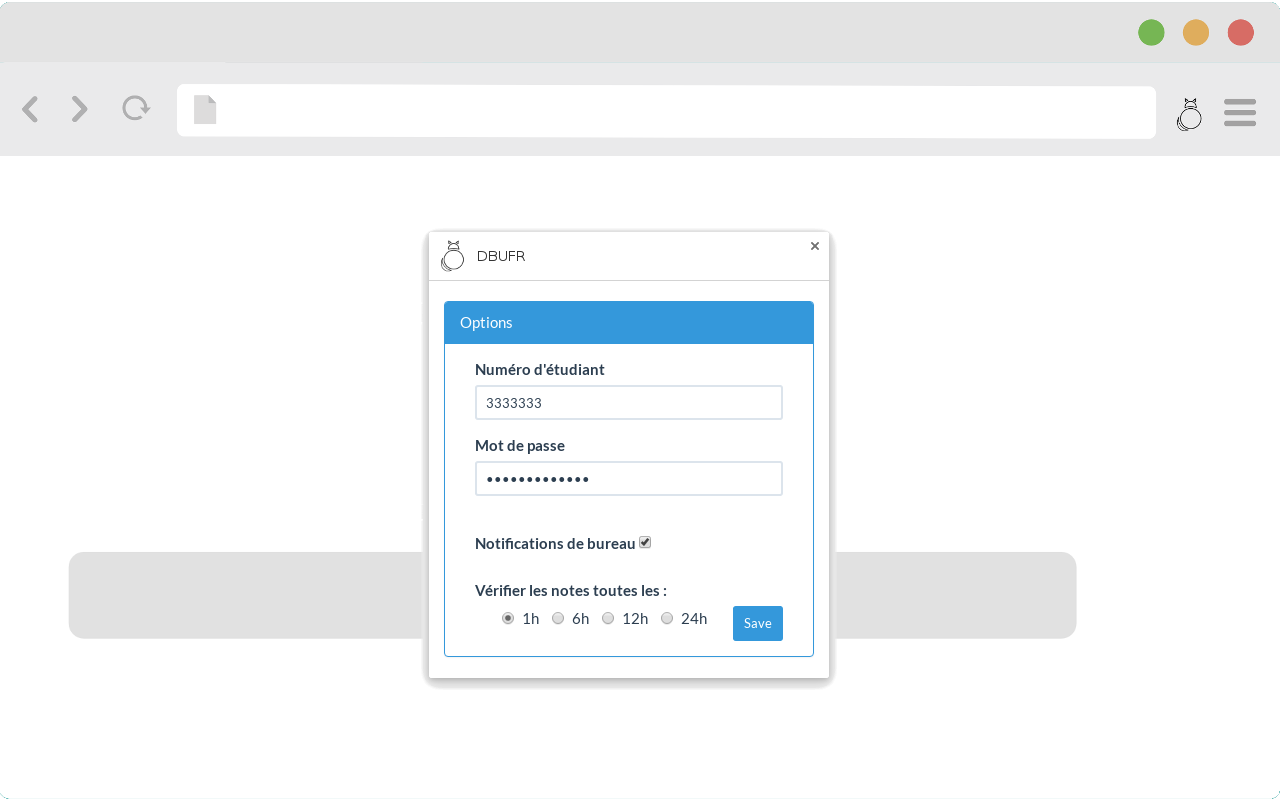 DBUFR
Options
Numéro d'étudiant
3333333
Mot de passe
•••••••••••••
Notifications de bureau
Vérifier les notes toutes les :
1h 6h 12h 24h Save